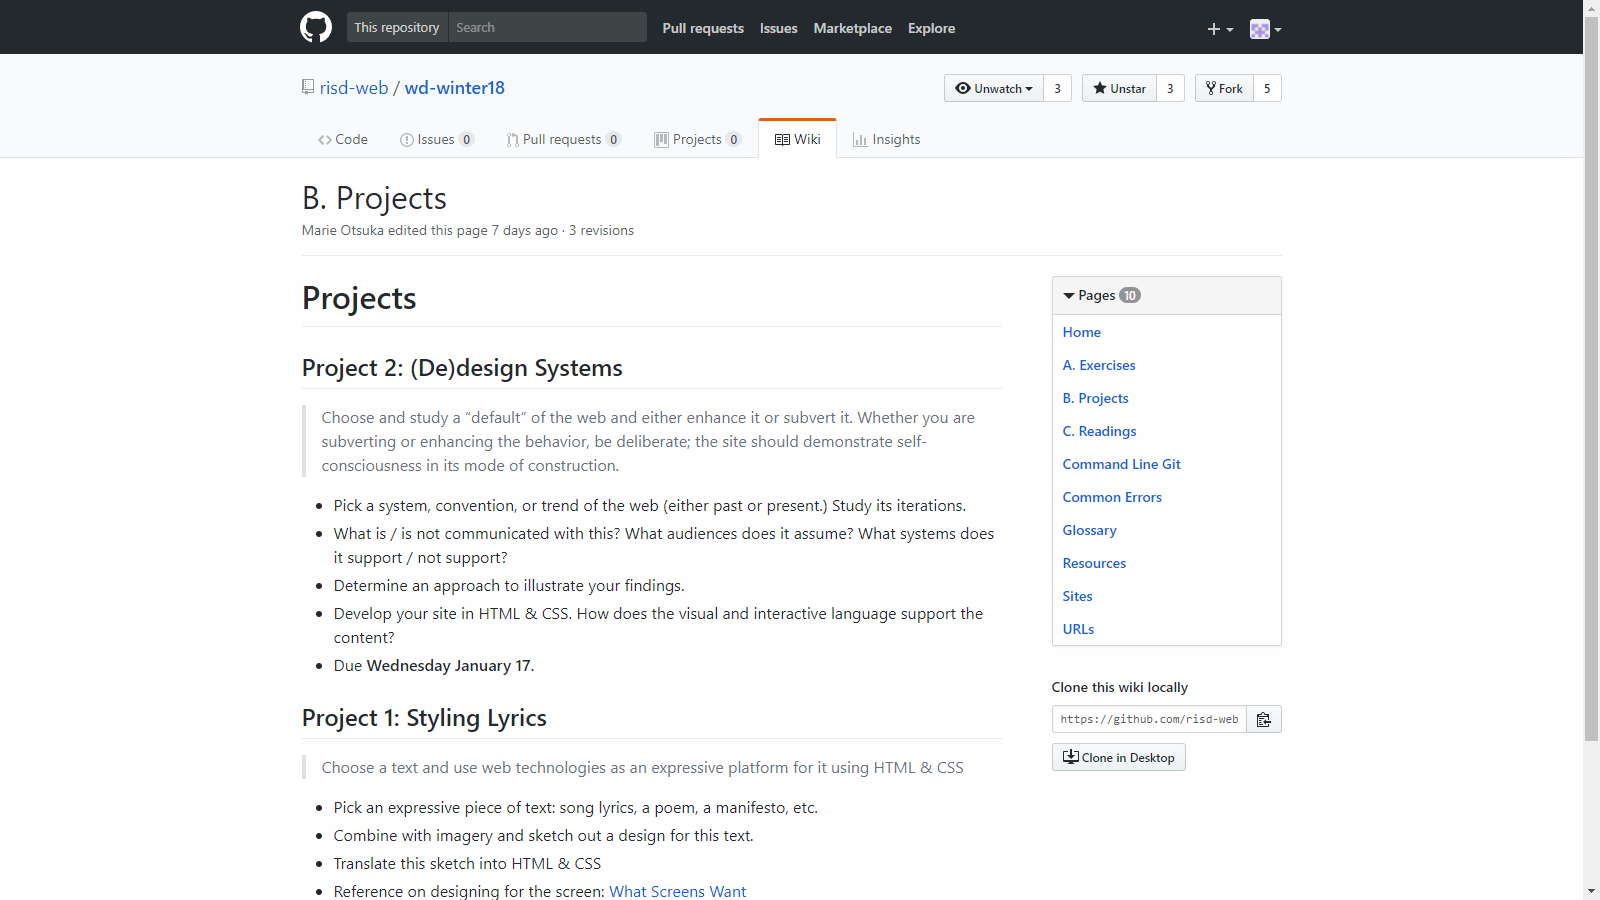 This repository Search Pull requests Issues Marketplace Explore
risd-web / wd-winter18
Unwatch 3 Unstar 3 Fork 5
Code Issues 0 Pull requests 0 Projects 0 Wiki Insights
B. Projects
Marie Otsuka edited this page 7 days ago · 3 revisions
Projects
Project 2: (De)design Systems
Choose and study a “default” of the web and either enhance it or subvert it. Whether you are
subverting or enhancing the behavior, be deliberate; the site should demonstrate self-
consciousness in its mode of construction.
• Pick a system, convention, or trend of the web (either past or present.) Study its iterations.
• What is / is not communicated with this? What audiences does it assume? What systems does
it support / not support?
• Determine an approach to illustrate your findings.
• Develop your site in HTML & CSS. How does the visual and interactive language support the
content?
• Due Wednesday January 17.
Project 1: Styling Lyrics
Choose a text and use web technologies as an expressive platform for it using HTML & CSS
• Pick an expressive piece of text: song lyrics, a poem, a manifesto, etc.
• Combine with imagery and sketch out a design for this text.
• Translate this sketch into HTML & CSS
• Reference on designing for the screen: What Screens Want
Pages 10
Home
A. Exercises
B. Projects
C. Readings
Command Line Git
Common Errors
Glossary
Resources
Sites
URLs
Clone this wiki locally
https://github.com/risd-web
Clone in Desktop